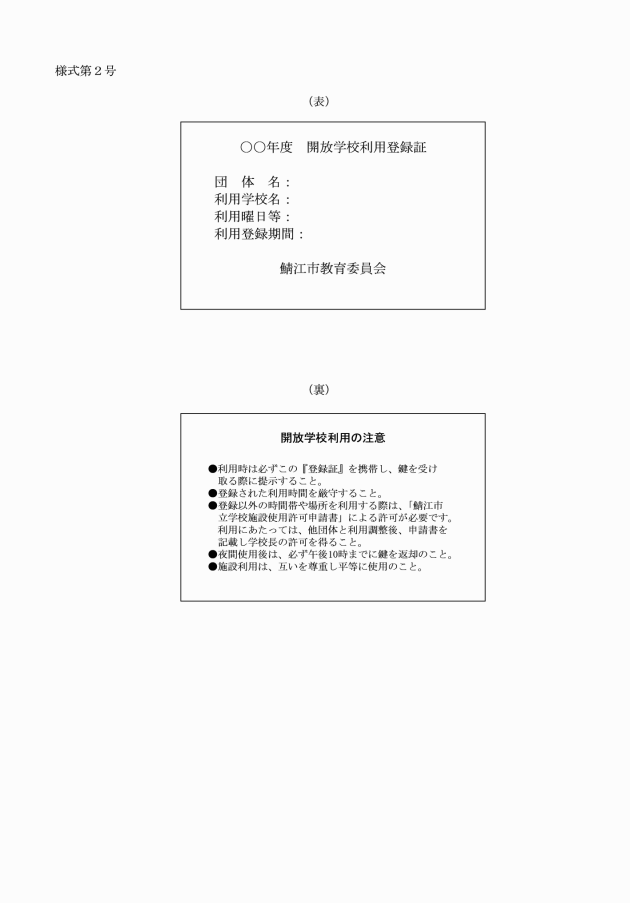 様式第２号
（表）
〇〇年度　開放学校利用登録証
団　体　名：
利用学校名：
利用曜日等：
利用登録期間：
鯖江市教育委員会
（裏）
開放学校利用の注意
●利用時は必ずこの『登録証』を携帯し、鍵を受け
取る際に提示すること。
●登録された利用時間を厳守すること。
●登録以外の時間帯や場所を利用する際は、「鯖江市
立学校施設使用許可申請書」による許可が必要です。
利用にあたっては、他団体と利用調整後、申請書を
記載し学校長の許可を得ること。
●夜間使用後は、必ず午後10時までに鍵を返却のこと。
●施設利用は、互いを尊重し平等に使用のこと。